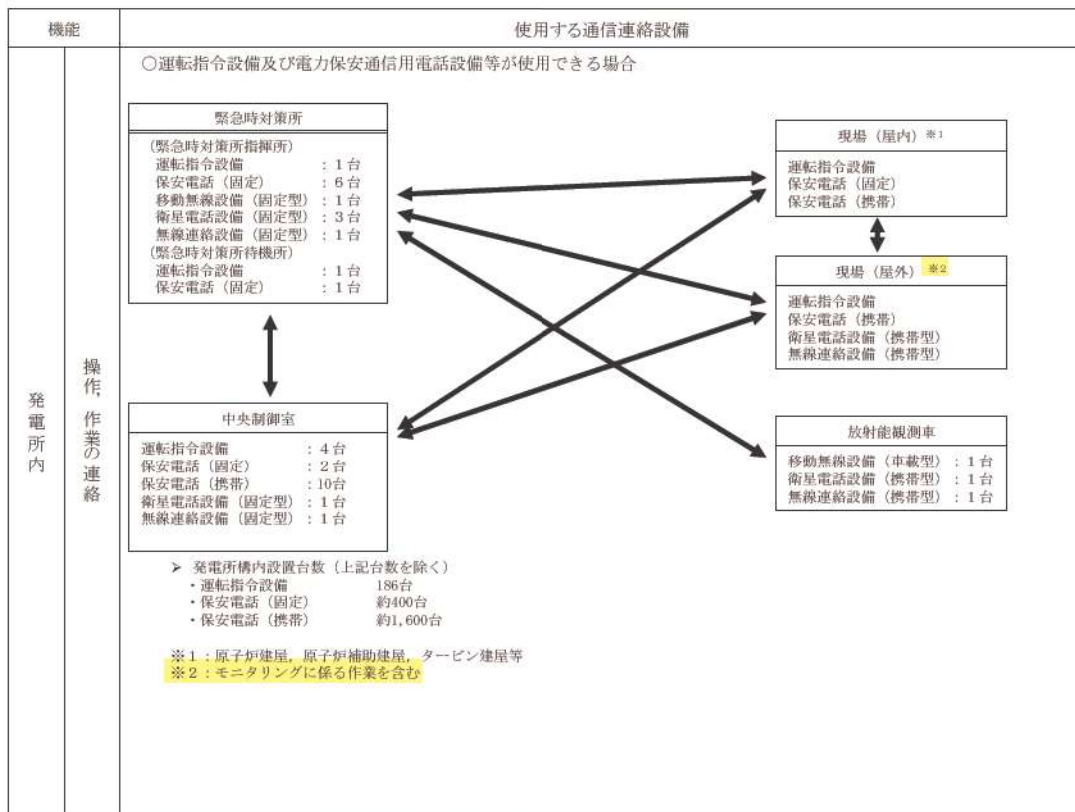 機能
使用する通信連絡設備
発電所内
操作，作業の連絡
○運転指令設備及び電力保安通信用電話設備等が使用できる場合
緊急時対策所
（緊急時対策所指揮所）
運転指令設備 ：1台
保安電話（固定） ：6台
移動無線設備（固定型）：1台
衛星電話設備（固定型）：3台
無線連絡設備（固定型）：1台
（緊急時対策所待機所）
運転指令設備 ：1台
保安電話（固定） ：1台
中央制御室
運転指令設備 ：4台
保安電話（固定） ：2台
保安電話（携帯） ：10台
衛星電話設備（固定型）：1台
無線連絡設備（固定型）：1台
現場（屋内）※1
運転指令設備
保安電話（固定）
保安電話（携帯）
現場（屋外）※2
運転指令設備
保安電話（携帯）
衛星電話設備（携帯型）
無線連絡設備（携帯型）
放射能観測車
移動無線設備（車載型）：1台
衛星電話設備（携帯型）：1台
無線連絡設備（携帯型）：1台
➢ 発電所構内設置台数（上記台数を除く）
・運転指令設備 186台
・保安電話（固定） 約400台
・保安電話（携帯） 約1,600台
※1：原子炉建屋，原子炉補助建屋，タービン建屋等
※2：モニタリングに係る作業を含む